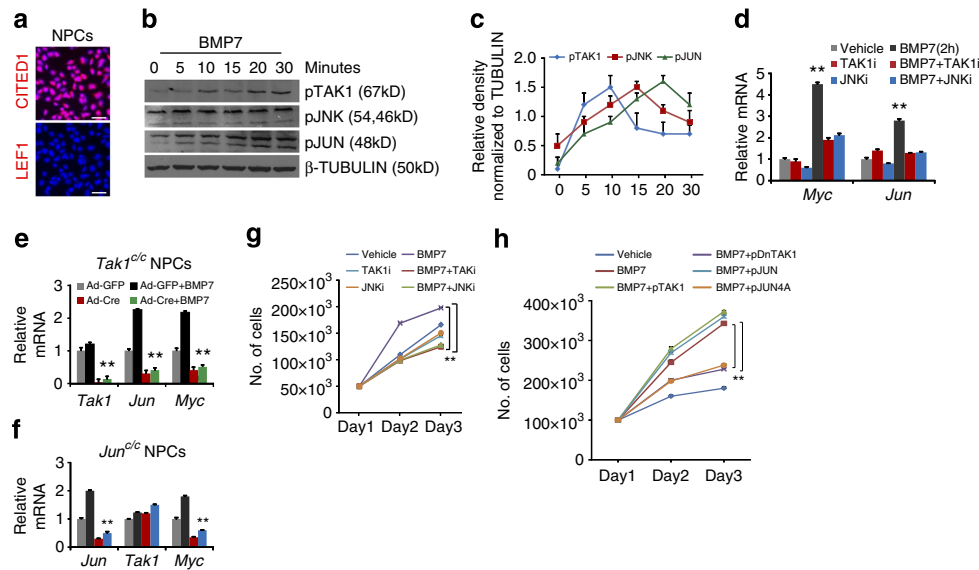 a
NPCs
CITED1
LEF1
b
BMP7
0 5 10 15 20 30 Minutes
pTAK1 (67kD)
pJNK (54,46kD)
pJUN (48kD)
β-TUBULIN (50kD)
c
pTAK1 pJNK pJUN
Relative density
normalized to TUBULIN
2.0
1.5
1.0
0.5
0
0 5 10 15 20 30
d
Vehicle BMP7(2h)
TAK1i BMP7+TAK1i
JNKi BMP7+JNKi
Relative mRNA
5
4
3
2
1
0
** **
Myc Jun
e
Tak1c/c NPCs
Ad-GFP Ad-GFP+BMP7
Ad-Cre Ad-Cre+BMP7
Relative
mRNA
3
2
1
0
** ** **
Tak1 Jun Myc
f
Junc/c NPCs
Relative
mRNA
3
2
1
0
** **
Jun Tak1 Myc
g
Vehicle BMP7
TAK1i BMP7+TAKi
JNKi BMP7+JNKi
No. of cells
250×10³
200×10³
150×10³
100×10³
50×10³
0
**
Day1 Day2 Day3
h
Vehicle BMP7+pDnTAK1
BMP7 BMP7+pJUN
BMP7+pTAK1 BMP7+pJUN4A
No. of cells
400×10³
300×10³
200×10³
100×10³
0
**
Day1 Day2 Day3